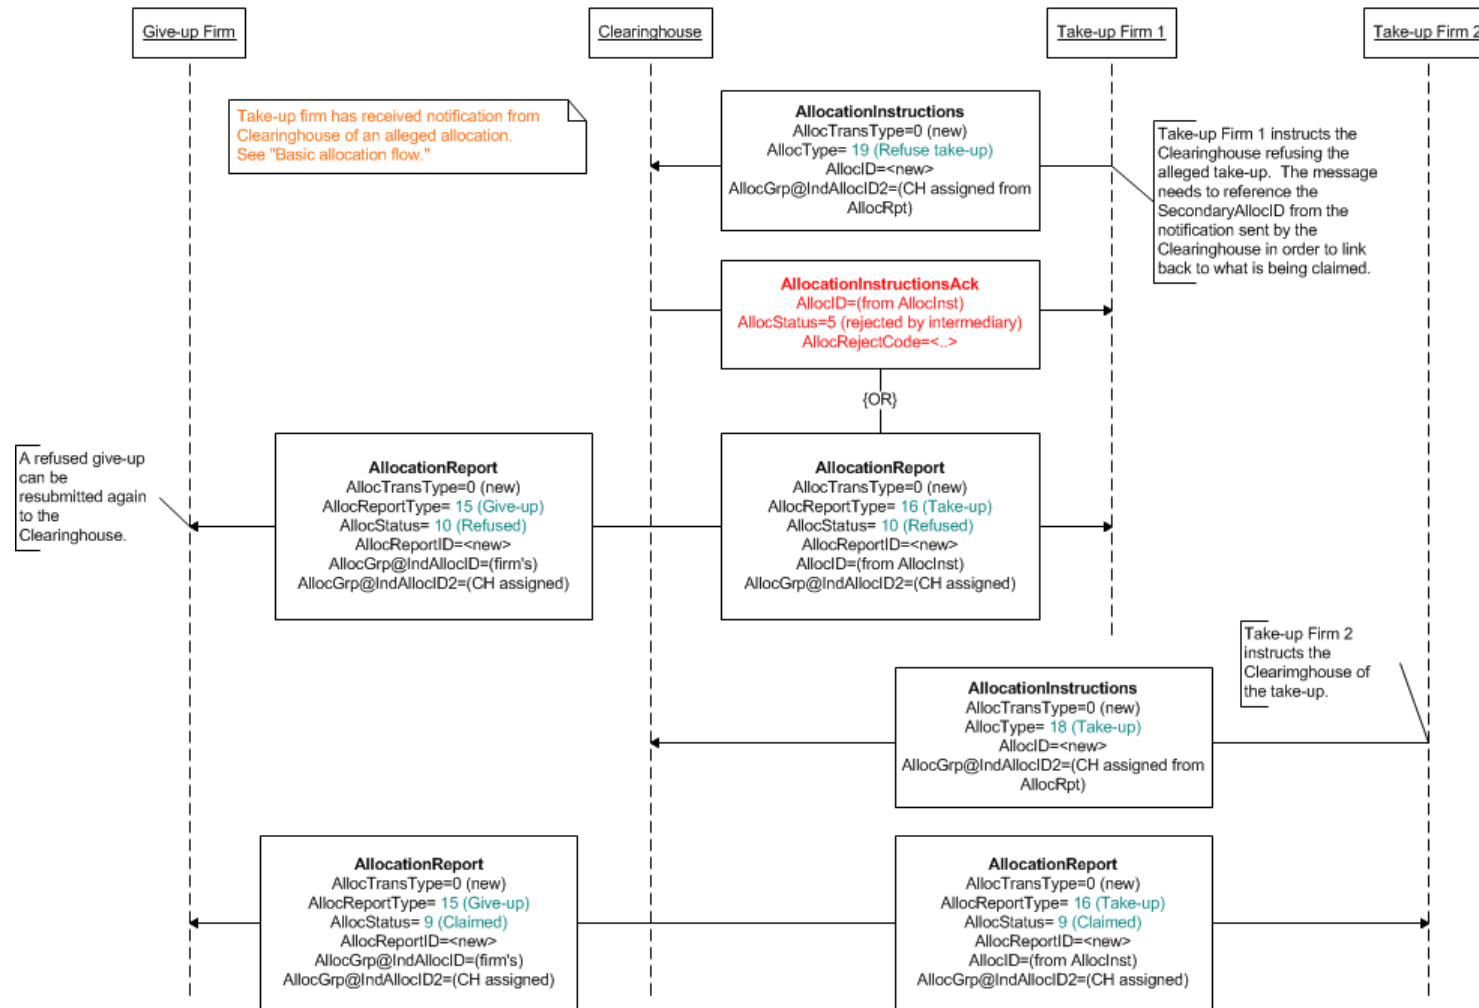 Give-up Firm
Clearinghouse
Take-up Firm 1
Take-up Firm 2
Take-up firm has received notification from
Clearinghouse of an alleged allocation.
See "Basic allocation flow."
AllocationInstructions
AllocTransType=0 (new)
AllocType= 19 (Refuse take-up)
AllocID=<new>
AllocGrp@IndAllocID2=(CH assigned from
AllocRpt)
Take-up Firm 1 instructs the
Clearinghouse refusing the
alleged take-up.  The message
needs to reference the
SecondaryAllocID from the
notification sent by the
Clearinghouse in order to link
back to what is being claimed.
AllocationInstructionsAck
AllocID=(from AllocInst)
AllocStatus=5 (rejected by intermediary)
AllocRejectCode=<..>
{OR}
A refused give-up
can be
resubmitted again
to the
Clearinghouse.
AllocationReport
AllocTransType=0 (new)
AllocReportType= 15 (Give-up)
AllocStatus= 10 (Refused)
AllocReportID=<new>
AllocGrp@IndAllocID=(firm's)
AllocGrp@IndAllocID2=(CH assigned)
AllocationReport
AllocTransType=0 (new)
AllocReportType= 16 (Take-up)
AllocStatus= 10 (Refused)
AllocReportID=<new>
AllocID=(from AllocInst)
AllocGrp@IndAllocID2=(CH assigned)
Take-up Firm 2
instructs the
Clearimghouse of
the take-up.
AllocationInstructions
AllocTransType=0 (new)
AllocType= 18 (Take-up)
AllocID=<new>
AllocGrp@IndAllocID2=(CH assigned from
AllocRpt)
AllocationReport
AllocTransType=0 (new)
AllocReportType= 15 (Give-up)
AllocStatus= 9 (Claimed)
AllocReportID=<new>
AllocGrp@IndAllocID=(firm's)
AllocGrp@IndAllocID2=(CH assigned)
AllocationReport
AllocTransType=0 (new)
AllocReportType= 16 (Take-up)
AllocStatus= 9 (Claimed)
AllocReportID=<new>
AllocID=(from AllocInst)
AllocGrp@IndAllocID2=(CH assigned)